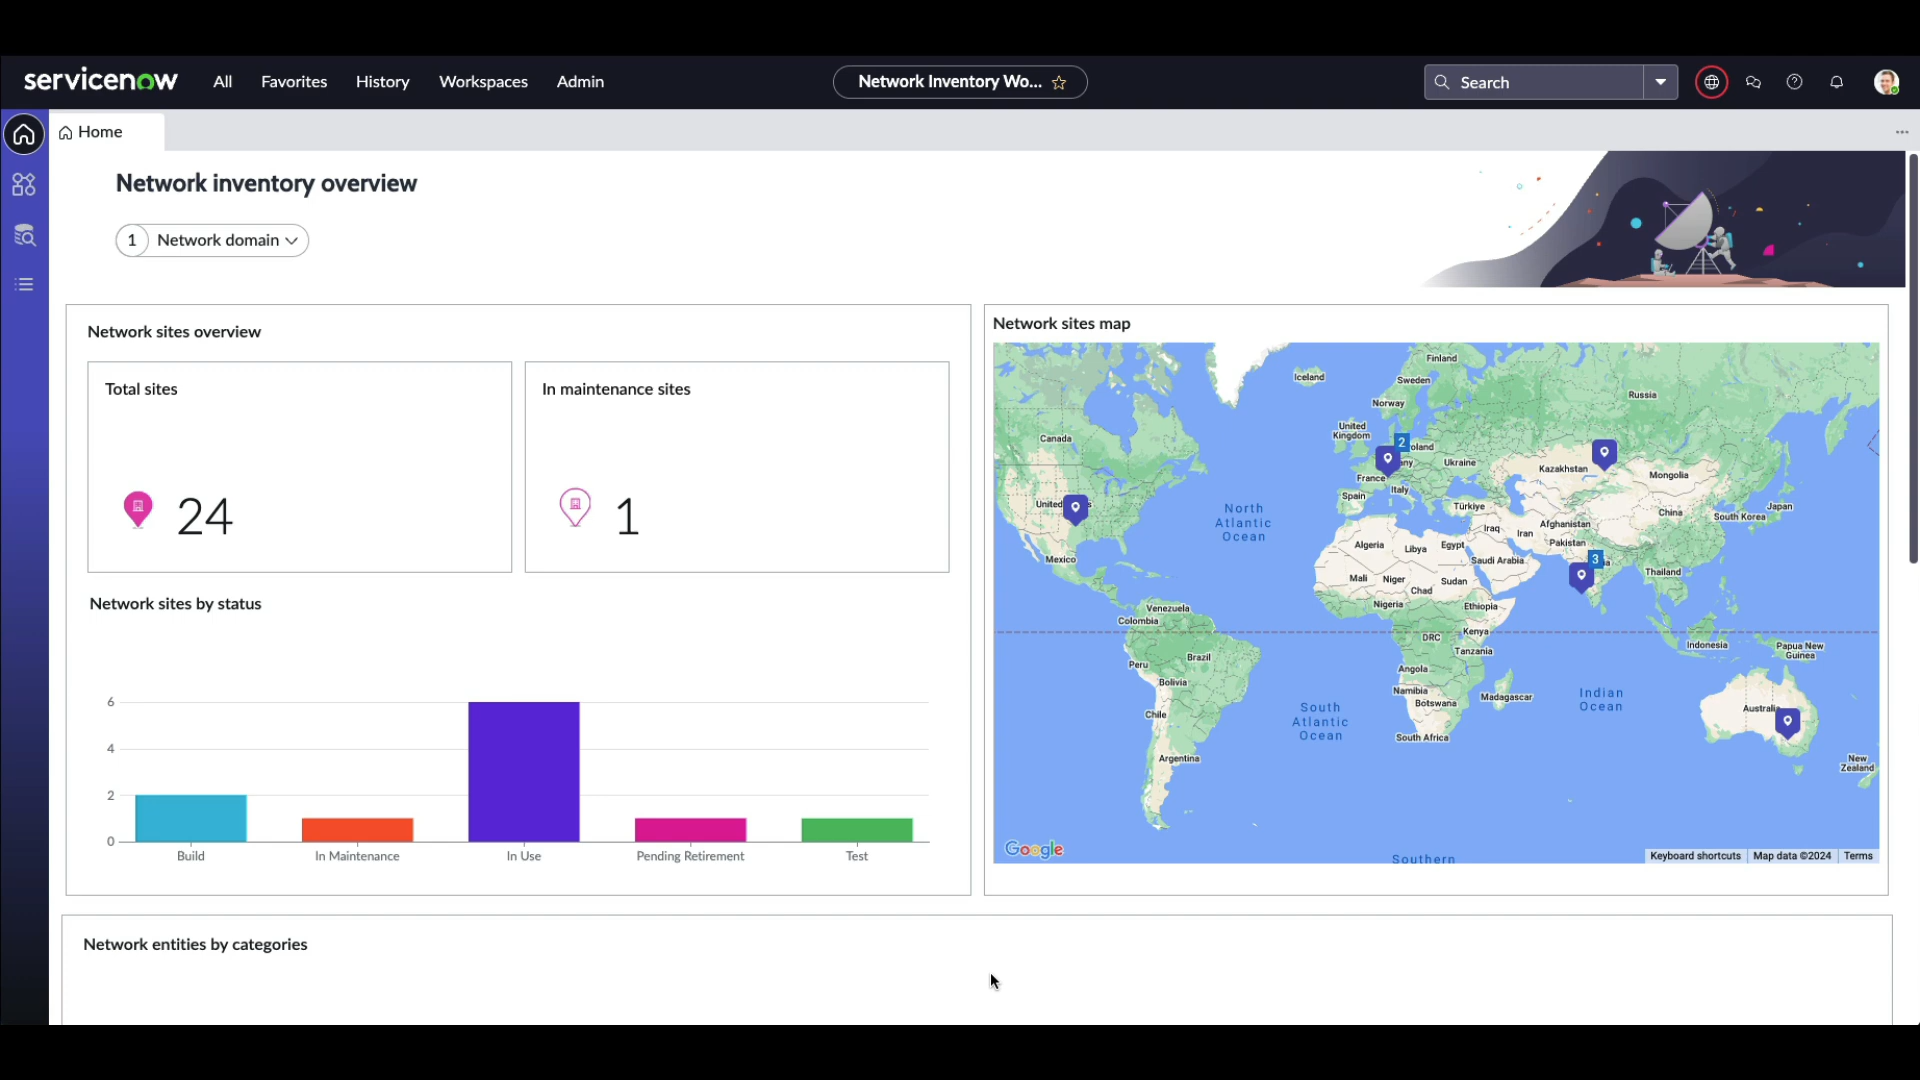 servicenow All Favorites History Workspaces Admin Network Inventory Wo... Search
Home
Network inventory overview
1 Network domain
Network sites overview
Total sites
24
In maintenance sites
1
Network sites by status
6
4
2
0
Build In Maintenance In Use Pending Retirement Test
Network sites map
Finland
Iceland
Sweden
Russia
Norway
United
Kingdom
Canada
2
oland
ny
Ukraine
Kazakhstan
Mongolia
France
Italy
Spain
United
s
Türkiye
Japan
China
South Korea
North
Atlantic
Ocean
Iraq
Afghanistan
Iran
Pakistan
Algeria
Libya
Egypt
Mexico
Saudi Arabia
3
ia
Thailand
Mali
Niger
Sudan
Chad
Nigeria
Ethiopia
Venezuela
Colombia
DRC
Kenya
Tanzania
Indonesia
Papua New
Guinea
Brazil
Peru
Angola
Bolivia
Namibia
Botswana
Madagascar
Indian
Ocean
Chile
South
Atlantic
Ocean
Australia
South Africa
Argentina
New
Zealand
Google
Southern
Keyboard shortcuts Map data ©2024 Terms
Network entities by categories